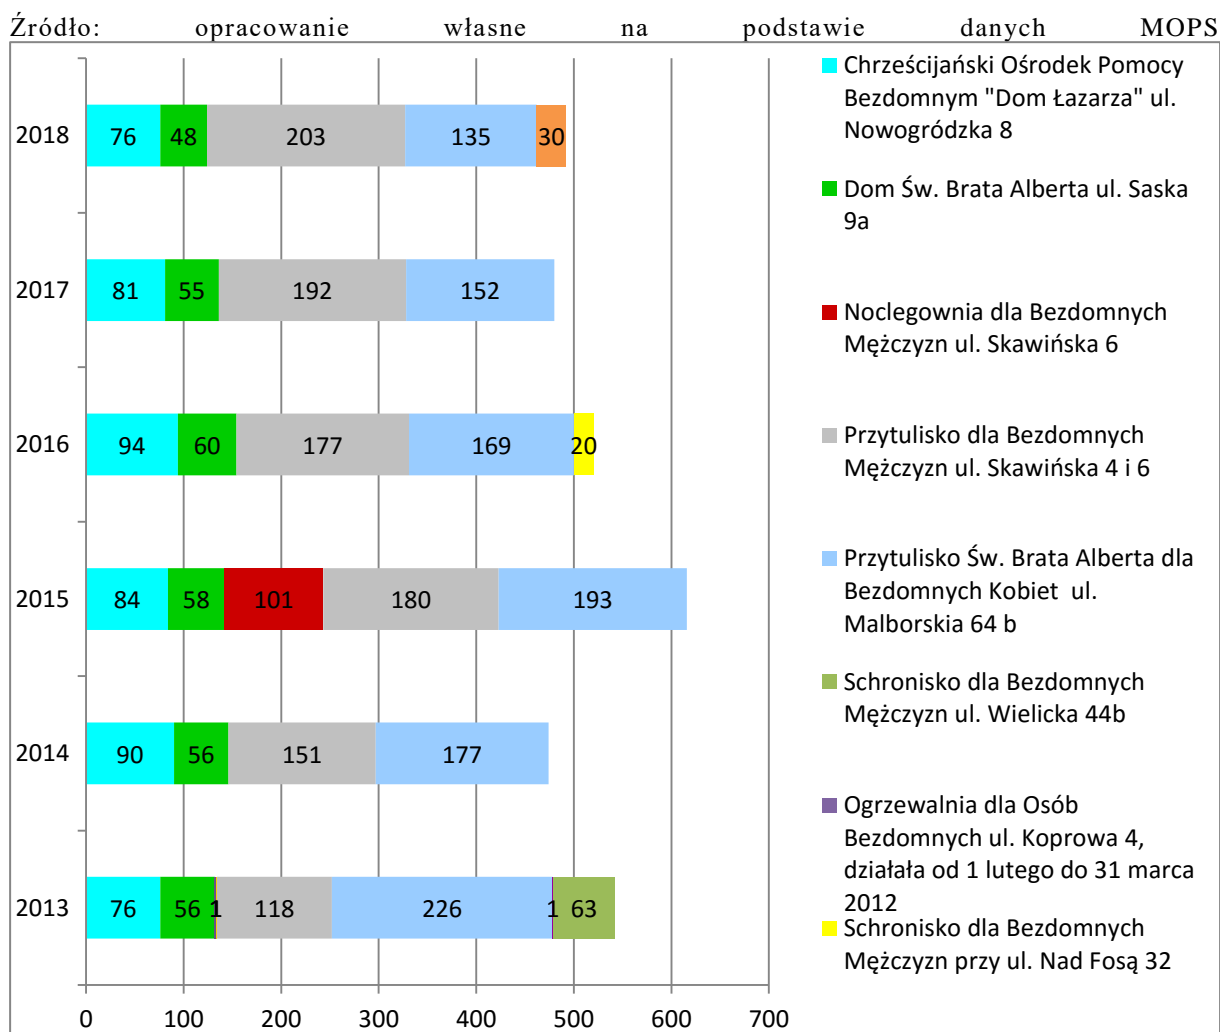 Źródło: opracowanie własne na podstawie danych MOPS
2018
76 48 203 135 30
2017
81 55 192 152
2016
94 60 177 169 20
2015
84 58 101 180 193
2014
90 56 151 177
2013
76 56 1 118 226 1 63
0 100 200 300 400 500 600 700
Chrześcijański Ośrodek Pomocy
Bezdomnym "Dom Łazarza" ul.
Nowogródzka 8
Dom Św. Brata Alberta ul. Saska
9a
Noclegownia dla Bezdomnych
Mężczyzn ul. Skawińska 6
Przytulisko dla Bezdomnych
Mężczyzn ul. Skawińska 4 i 6
Przytulisko Św. Brata Alberta dla
Bezdomnych Kobiet ul.
Malborskia 64 b
Schronisko dla Bezdomnych
Mężczyzn ul. Wielicka 44b
Ogrzewalnia dla Osób
Bezdomnych ul. Koprowa 4,
działała od 1 lutego do 31 marca
2012
Schronisko dla Bezdomnych
Mężczyzn przy ul. Nad Fosą 32